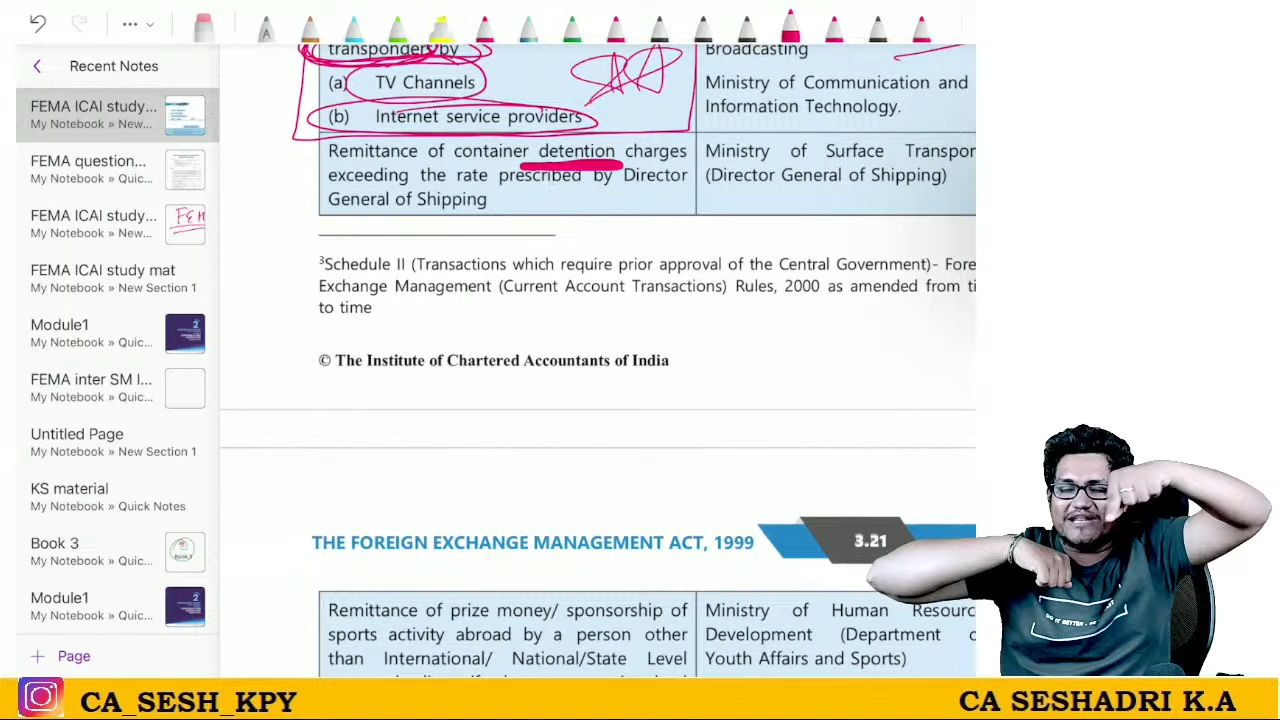 A
Recent Notes
FEMA ICAI study...
My Notebook » New...
FEMA question...
My Notebook » Quic...
FEMA ICAI study...
My Notebook » New...
FEM
FEMA ICAI study mat
My Notebook » New Section 1
Module1
My Notebook » Quic...
2
FEMA inter SM I...
My Notebook » Quic...
Untitled Page
My Notebook » New Section 1
KS material
My Notebook » Quick Notes
Book 3
My Notebook » Quic...
Book 3
Module1
My Notebook » Quic...
2
+ Page
transponders by
(a) TV Channels
(b) Internet service providers
Broadcasting
Ministry of Communication and
Information Technology.
Remittance of container detention charges
exceeding the rate prescribed by Director
General of Shipping
Ministry of Surface Transpor
(Director General of Shipping)
3Schedule II (Transactions which require prior approval of the Central Government)- Fore
Exchange Management (Current Account Transactions) Rules, 2000 as amended from ti
to time
© The Institute of Chartered Accountants of India
THE FOREIGN EXCHANGE MANAGEMENT ACT, 1999
3.21
Remittance of prize money/ sponsorship of
sports activity abroad by a person other
than International/ National/State Level
Ministry of Human Resourc
Development (Department o
Youth Affairs and Sports)
CA_SESH_KPY
CA SESHADRI K.A